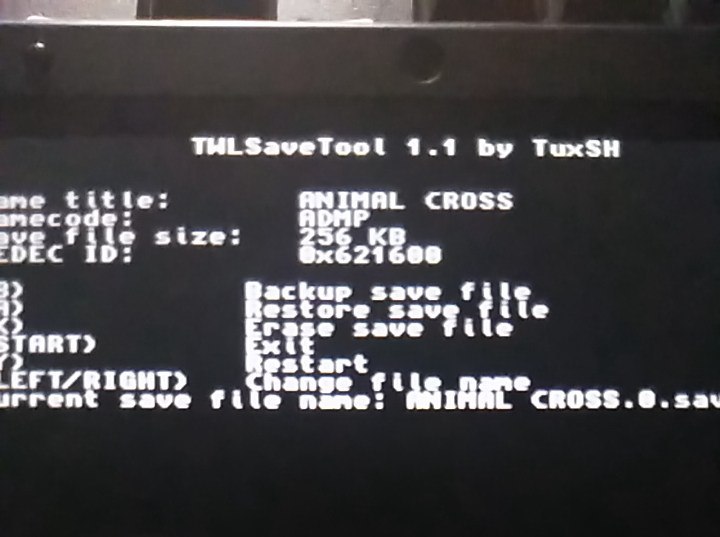 TWLSaveTool 1.1 by TuxSH
ame title: ANIMAL CROSS
amecode: ADMP
ave file size: 256 KB
EDEC ID: 0x621600
B) Backup save file
A) Restore save file
X) Erase save file
START) Exit
Y) Restart
LEFT/RIGHT) Change file name
urrent save file name: ANIMAL CROSS.0.sav